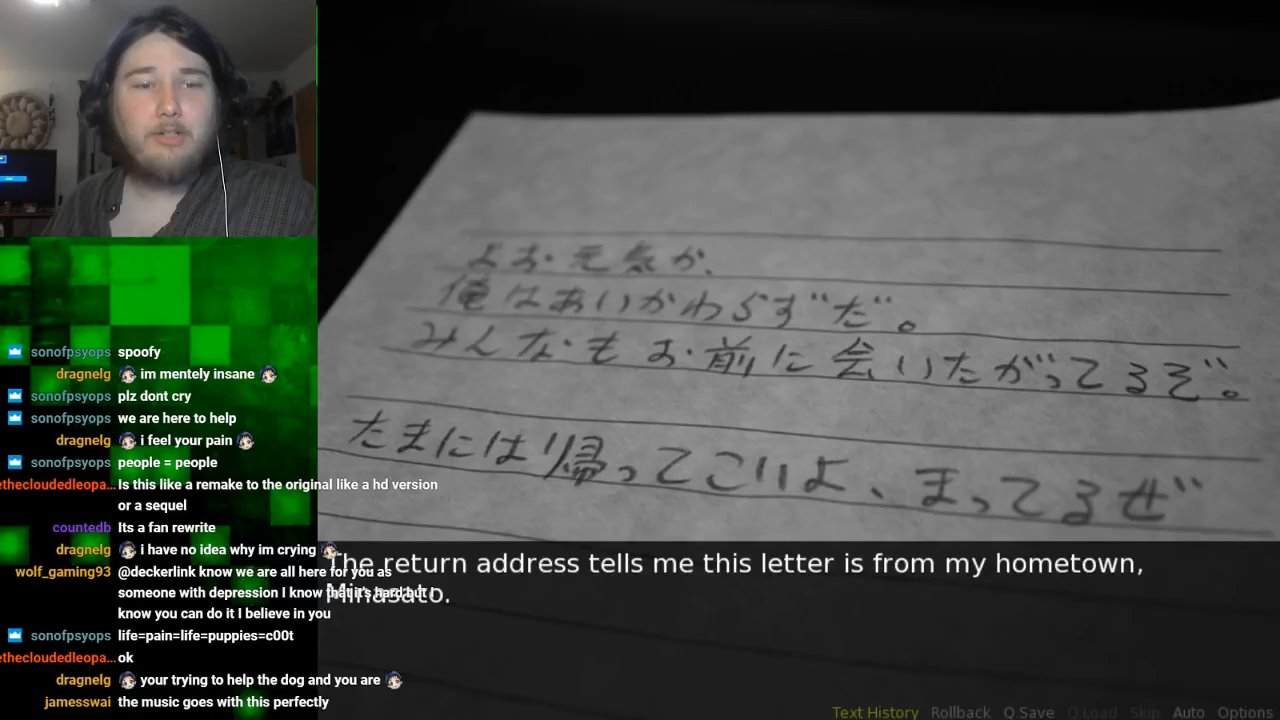 sonofpsyops spoofy
dragnelg im mentely insane
sonofpsyops plz dont cry
sonofpsyops we are here to help
dragnelg i feel your pain
sonofpsyops people = people
ethecloudedleopa... Is this like a remake to the original like a hd version
or a sequel
countedb Its a fan rewrite
dragnelg i have no idea why im crying
wolf_gaming93 @deckerlink know we are all here for you as
someone with depression I know that it's hard but I
know you can do it I believe in you
sonofpsyops life=pain=life=puppies=c00t
ethecloudedleopa... ok
dragnelg your trying to help the dog and you are
jamesswai the music goes with this perfectly
よお、元気か、
俺はあいかわらずだ。
みんなもお前に会いたがってるぞ。
たまには帰ってこいよ、まってるぜ
The return address tells me this letter is from my hometown,
Minasato.
Text History Rollback Q.Save Q.Load Skip Auto Options